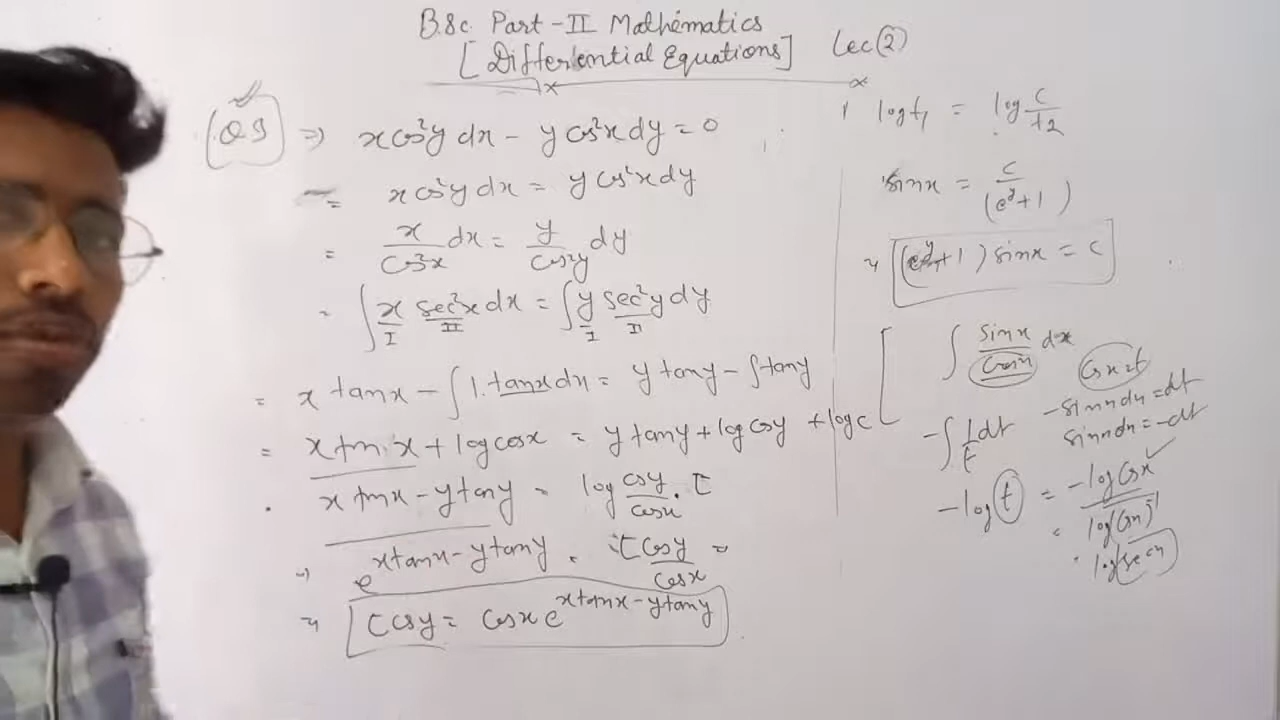 B.Sc. Part-II Mathematics
[Differential Equations] Lec (2)
Q9 ⇒ x cos²y dx - y cos²x dy = 0
= x cos²y dx = y cos²x dy
= x/cos²x dx = y/cos²y dy
= ∫ x sec²x dx = ∫ y sec²y dy
I II I II
= x tanx - ∫ 1. tanx dx = y tany - ∫ tany
= x tanx + log cosx = y tany + log cosy + log c
x tanx - y tany = log cosy/cosx . C
e^(x tanx - y tany) = C cosy/cosx =
C cosy = cosx e^(x tanx - y tany)
log t₁ = log c/t2
sinx = c/(e^y+1)
(e^y+1) sinx = c
∫ sinx/cosx dx
cosx = t
-sinx dx = dt
sinx dx = -dt
-∫ 1/t dt
-log(t) = -log cosx
= log(cosx)^-1
log(secx)